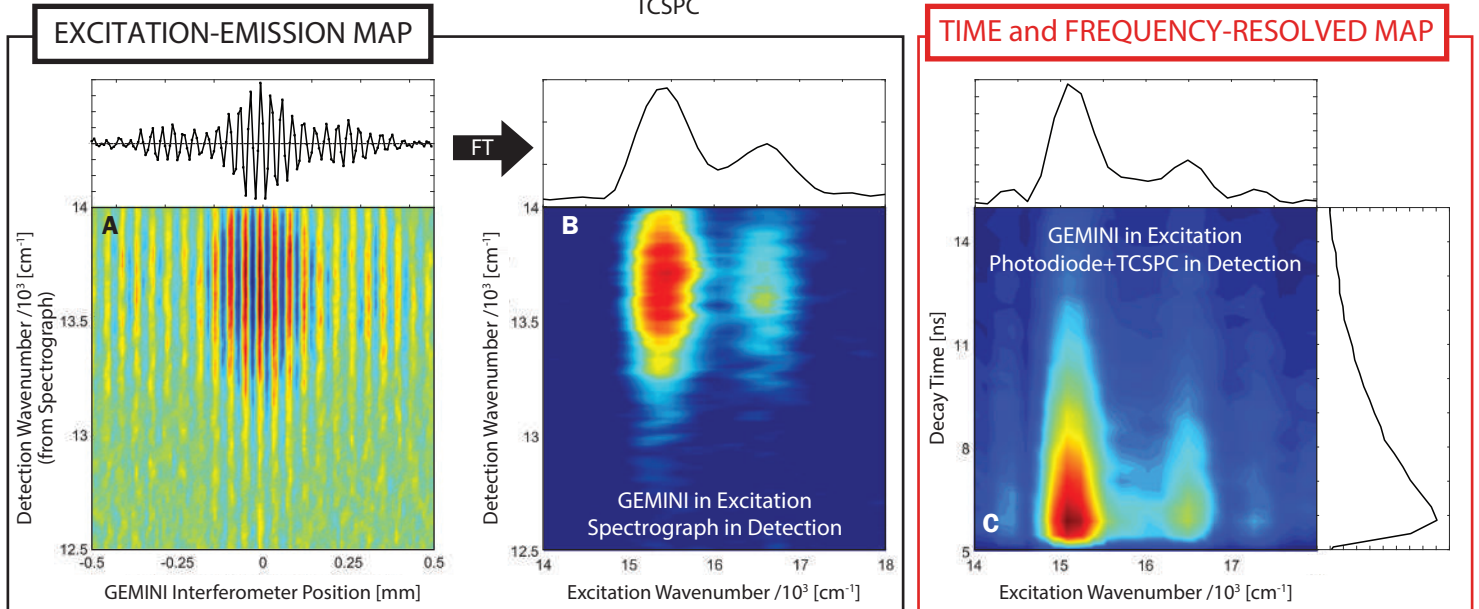 TCSPC
EXCITATION-EMISSION MAP
TIME and FREQUENCY-RESOLVED MAP
FT
A
14
13.5
13
12.5
-0.5
-0.25
0
0.25
0.5
Detection Wavenumber /10³ [cm⁻¹]
(from Spectrograph)
GEMINI Interferometer Position [mm]
B
14
13.5
13
12.5
13
14
15
16
17
18
Detection Wavenumber /10³ [cm⁻¹]
GEMINI in Excitation
Spectrograph in Detection
Excitation Wavenumber /10³ [cm⁻¹]
GEMINI in Excitation
Photodiode+TCSPC in Detection
C
14
11
8
5
15
16
17
Decay Time [ns]
Excitation Wavenumber /10³ [cm⁻¹]